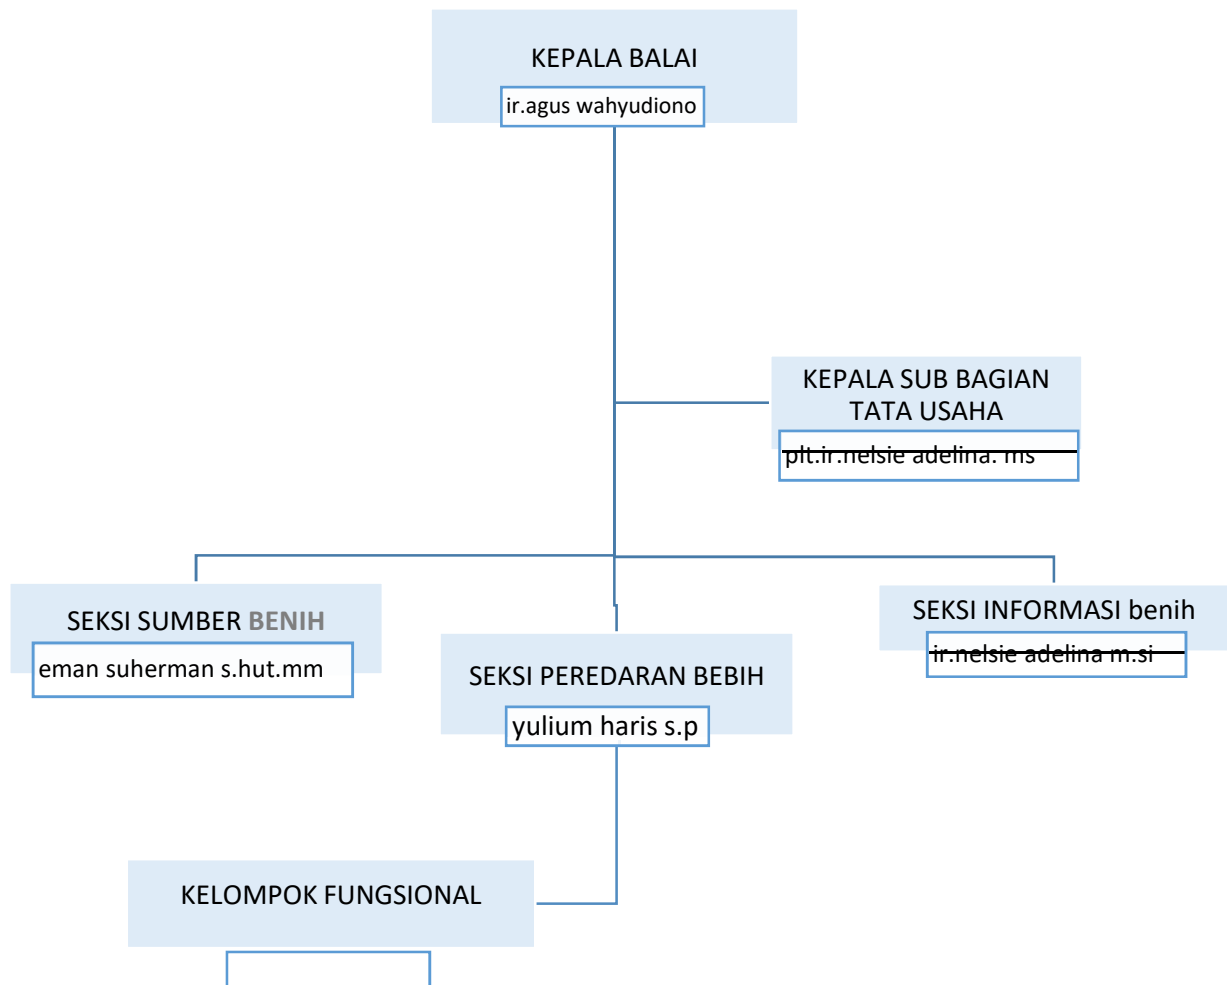 KEPALA BALAI
ir.agus wahyudiono
KEPALA SUB BAGIAN
TATA USAHA
plt.ir.nelsie adelina. ms
SEKSI SUMBER BENIH
eman suherman s.hut.mm
SEKSI PEREDARAN BEBIH
yulium haris s.p
SEKSI INFORMASI benih
ir.nelsie adelina m.si
KELOMPOK FUNGSIONAL